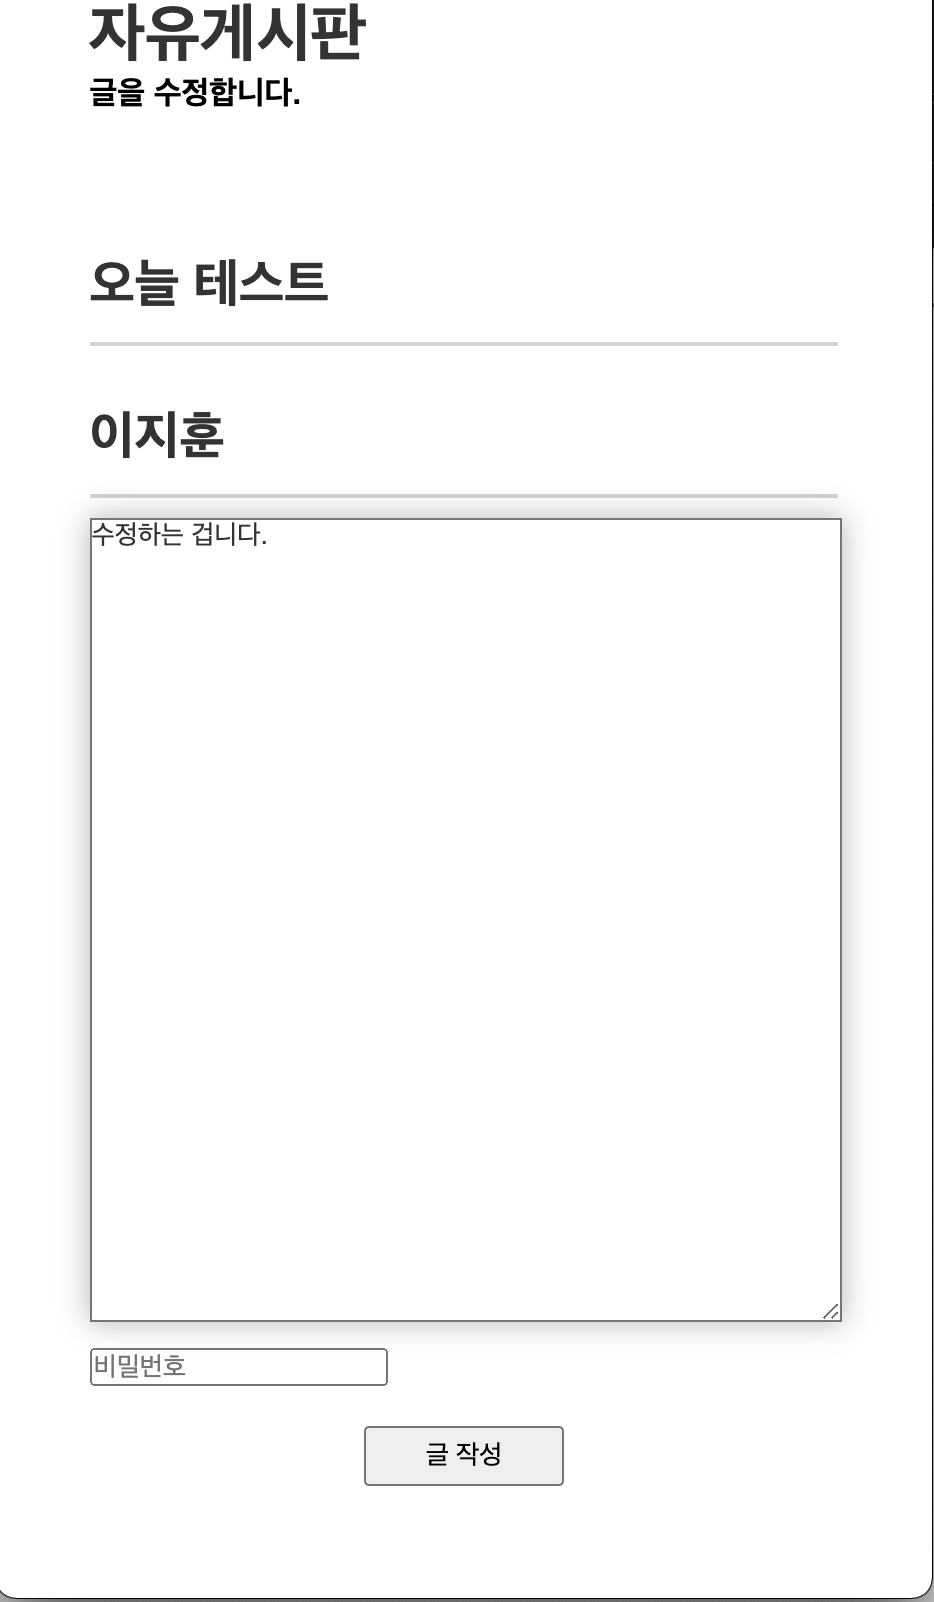 자유게시판
글을 수정합니다.
오늘 테스트
이지훈
수정하는 겁니다.
비밀번호
글 작성